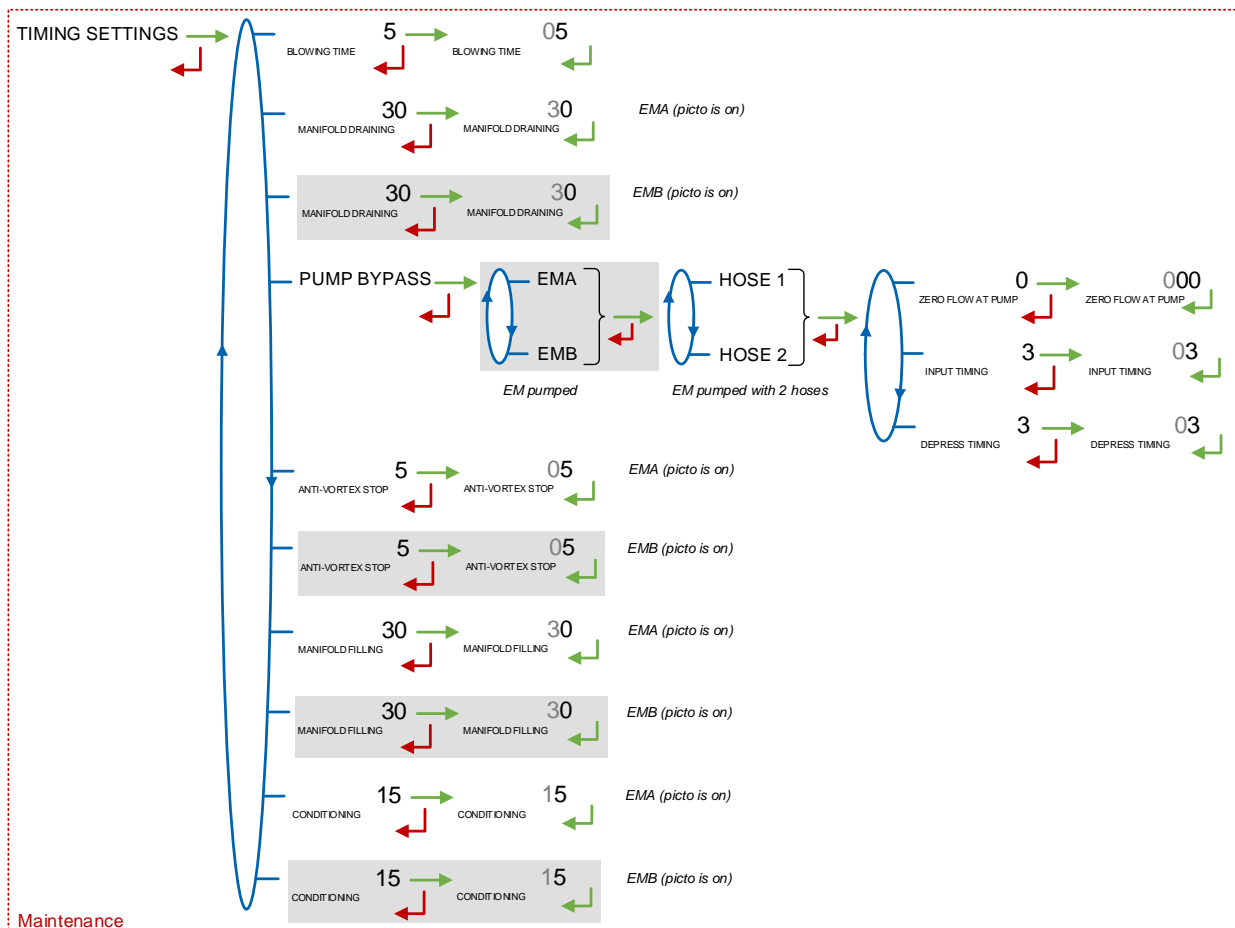 TIMING SETTINGS
5 05
BLOWING TIME BLOWING TIME
30 30 EMA (picto is on)
MANIFOLD DRAINING MANIFOLD DRAINING
30 30 EMB (picto is on)
MANIFOLD DRAINING MANIFOLD DRAINING
PUMP BYPASS
EMA
EMB
EM pumped
HOSE 1
HOSE 2
EM pumped with 2 hoses
0 000
ZERO FLOW AT PUMP ZERO FLOW AT PUMP
3 03
INPUT TIMING INPUT TIMING
3 03
DEPRESS TIMING DEPRESS TIMING
5 05 EMA (picto is on)
ANTI-VORTEX STOP ANTI-VORTEX STOP
5 05 EMB (picto is on)
ANTI-VORTEX STOP ANTI-VORTEX STOP
30 30 EMA (picto is on)
MANIFOLD FILLING MANIFOLD FILLING
30 30 EMB (picto is on)
MANIFOLD FILLING MANIFOLD FILLING
15 15 EMA (picto is on)
CONDITIONING CONDITIONING
15 15 EMB (picto is on)
CONDITIONING CONDITIONING
Maintenance